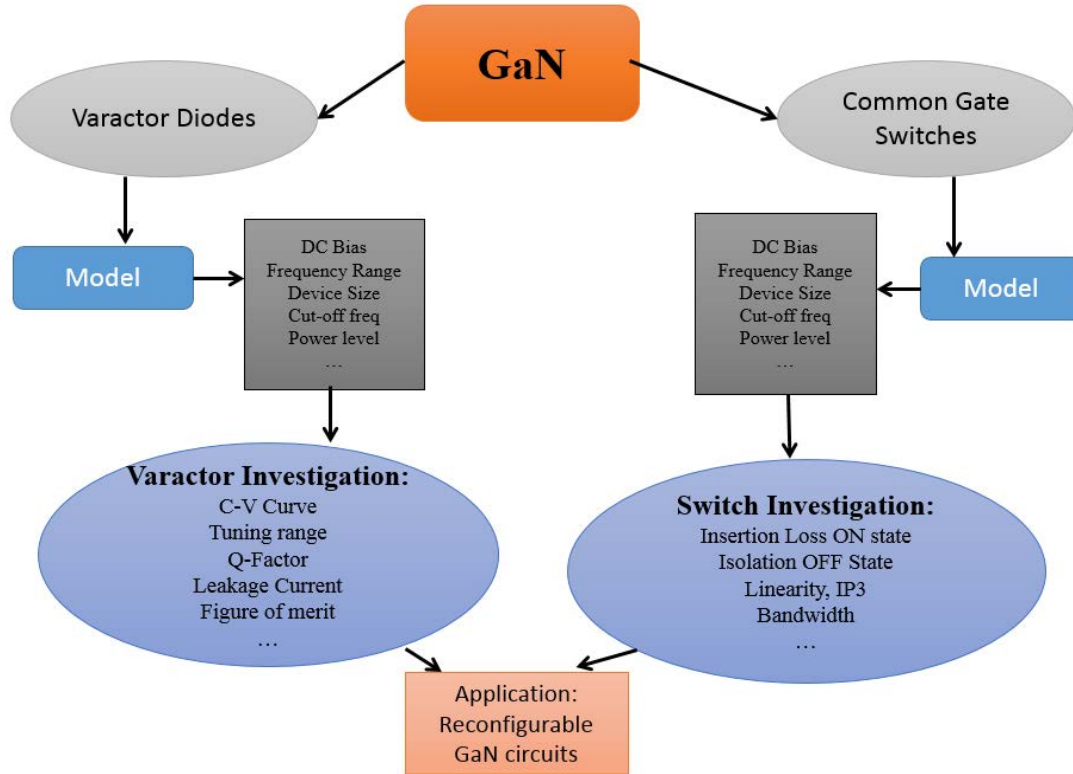 GaN
Varactor Diodes
Common Gate
Switches
Model
DC Bias
Frequency Range
Device Size
Cut-off freq
Power level
…
DC Bias
Frequency Range
Device Size
Cut-off freq
Power level
…
Model
Varactor Investigation:
C-V Curve
Tuning range
Q-Factor
Leakage Current
Figure of merit
…
Switch Investigation:
Insertion Loss ON state
Isolation OFF State
Linearity, IP3
Bandwidth
…
Application:
Reconfigurable
GaN circuits